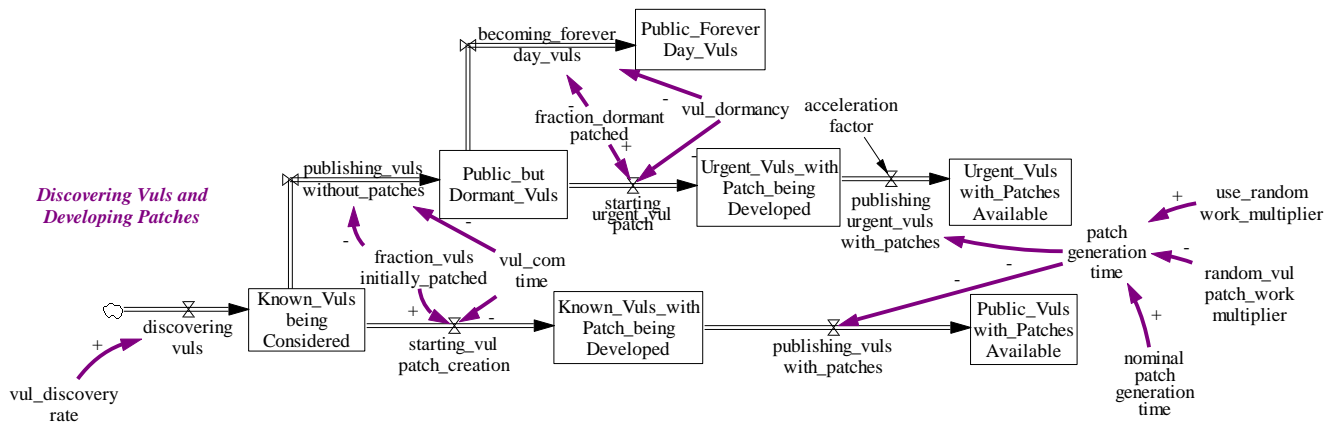 becoming_forever
day_vuls
Public_Forever
Day_Vuls
-
-
vul_dormancy
fraction_dormant
patched
+
-
acceleration
factor
publishing_vuls
without_patches
Public_but
Dormant_Vuls
starting
urgent_vul
patch
Urgent_Vuls_with
Patch_being
Developed
publishing
urgent_vuls
with_patches
Urgent_Vuls
with_Patches
Available
Discovering Vuls and
Developing Patches
-
-
fraction_vuls
initially_patched
vul_com
time
+
-
-
-
patch
generation
time
+
use_random
work_multiplier
-
random_vul
patch_work
multiplier
+
nominal
patch
generation
time
discovering
vuls
Known_Vuls
being
Considered
starting_vul
patch_creation
Known_Vuls_with
Patch_being
Developed
publishing_vuls
with_patches
Public_Vuls
with_Patches
Available
+
vul_discovery
rate